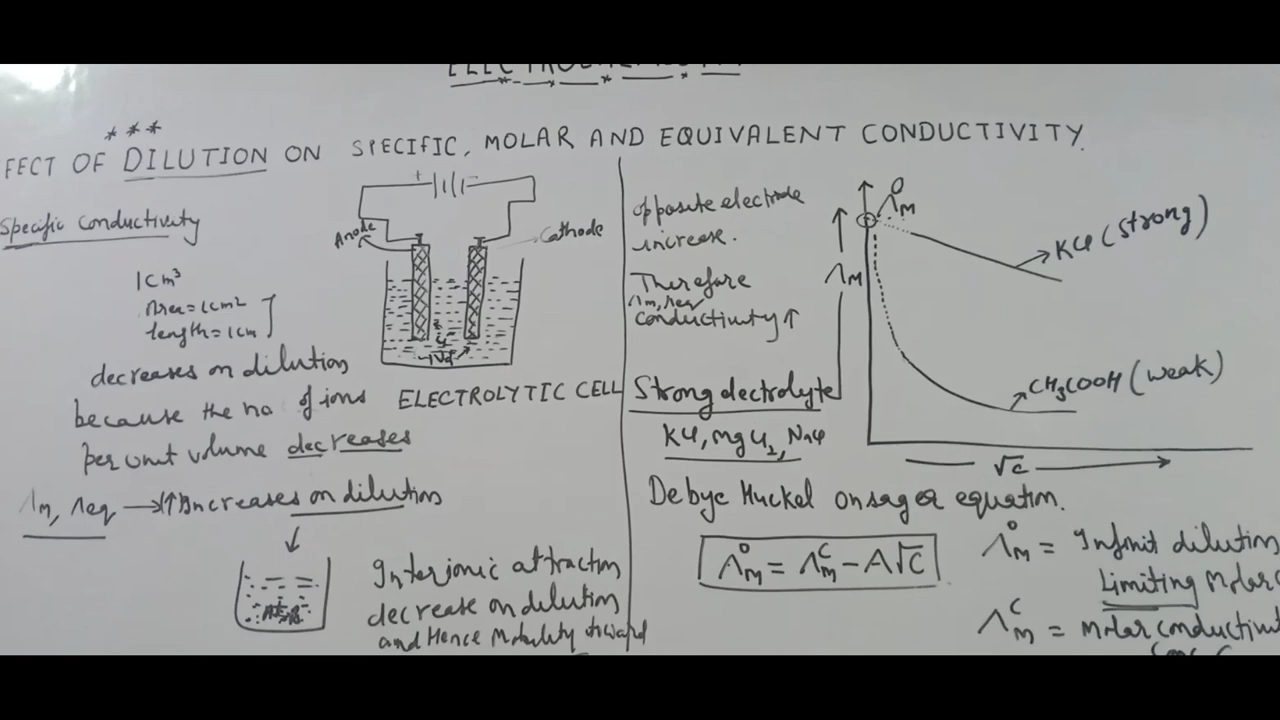 FECT OF DILUTION ON SPECIFIC, MOLAR AND EQUIVALENT CONDUCTIVITY.
Specific conductivity
1cm³
Area = 1cm²
length = 1cm
decreases on dilution
because the no of ions
per unit volume decreases
Λm, Λeq → ↑ Increases on dilution
+ -
Anode
Cathode
ELECTROLYTIC CELL
Interionic attraction
decrease on dilution
and Hence Mobility toward
opposite electrode
increase.
Therefore
Λm, Λeq
conductivity ↑
Strong electrolyte
KCl, MgCl₂, NaCl
Λ°M
ΛM
KCl (strong)
CH₃COOH (weak)
√C
Debye Huckel onsager equation.
Λ°M = ΛᶜM – A√C
Λ°M = Infinit dilution
Limiting Molar
ΛᶜM = molar conductivit